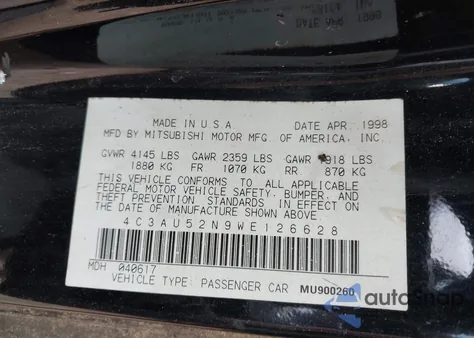 MADE IN U.S.A. DATE APR. 1998
MFD BY MITSUBISHI MOTOR MFG. OF AMERICA, INC.
GVWR 4145 LBS GAWR 2359 LBS GAWR 1918 LBS
1880 KG FR 1070 KG RR 870 KG
THIS VEHICLE CONFORMS TO ALL APPLICABLE
FEDERAL MOTOR VEHICLE SAFETY, BUMPER, AND
THEFT PREVENTION STANDARDS IN EFFECT ON
THE DATE OF MANUFACTURE SHOWN ABOVE.
4C3AU52N9WE126628
MDH 040617
VEHICLE TYPE: PASSENGER CAR MU900260
autoSnap